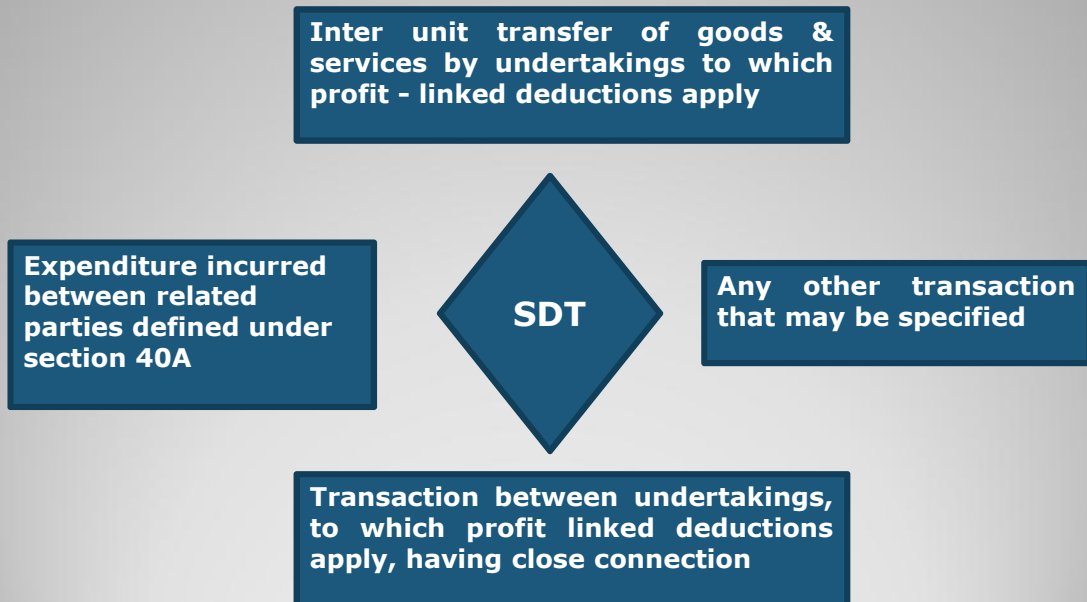 Inter unit transfer of goods &
services by undertakings to which
profit - linked deductions apply
Expenditure incurred
between related
parties defined under
section 40A
SDT
Any other transaction
that may be specified
Transaction between undertakings,
to which profit linked deductions
apply, having close connection